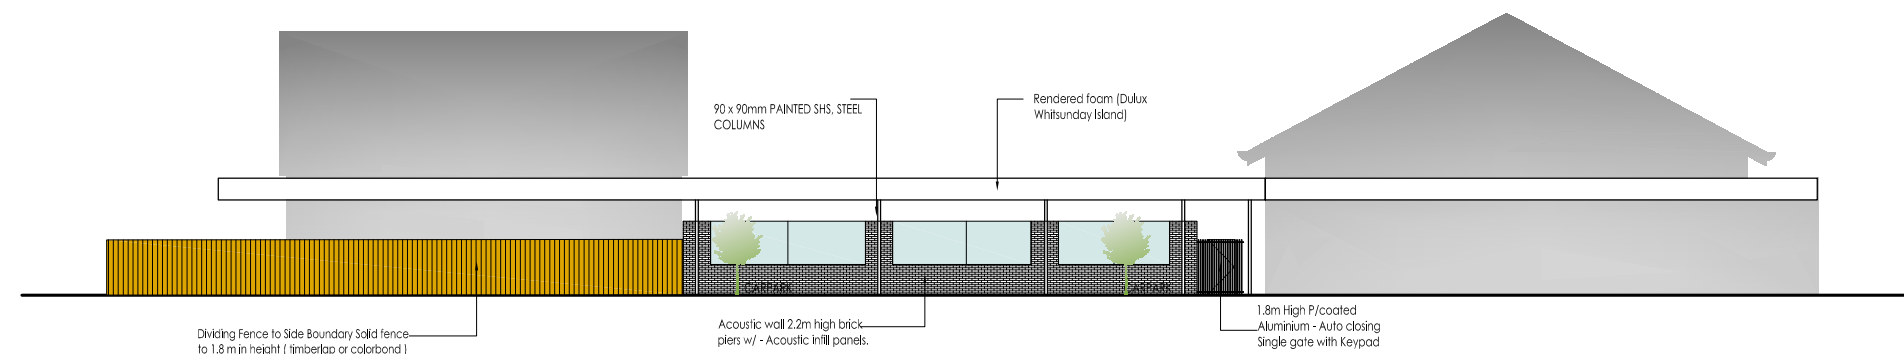 90 x 90mm PAINTED SHS, STEEL
COLUMNS
Rendered foam (Dulux
Whitsunday Island)
CARPARK
CARPARK
Dividing Fence to Side Boundary Solid fence
to 1.8 m in height ( timberlap or colorbond )
Acoustic wall 2.2m high brick
piers w/ - Acoustic infill panels.
1.8m High P/coated
Aluminium - Auto closing
Single gate with Keypad